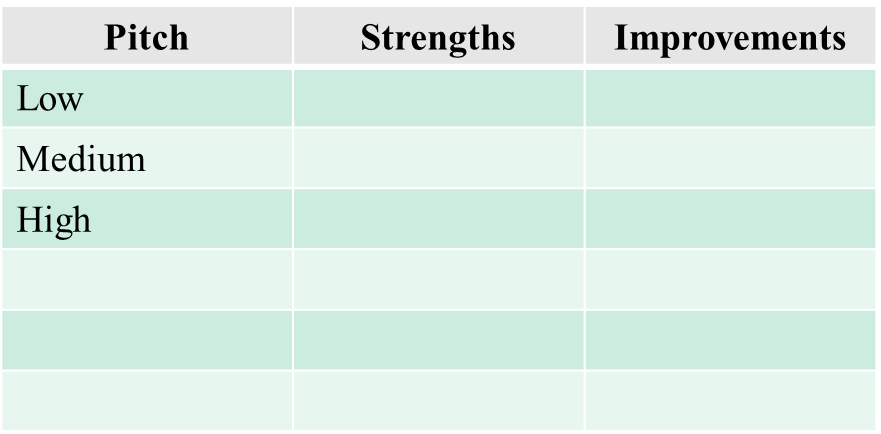 Pitch Strengths Improvements
Low
Medium
High